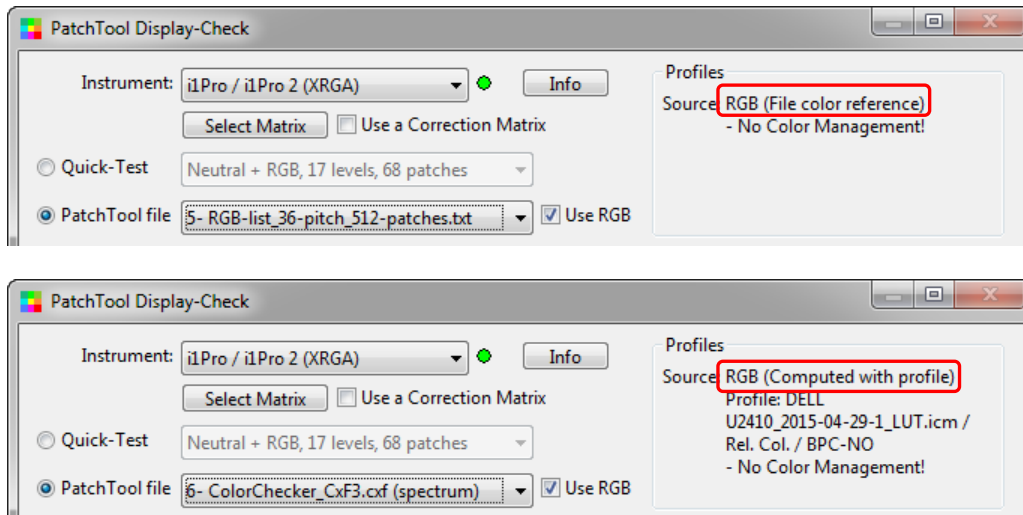 PatchTool Display-Check
Instrument: i1Pro / i1Pro 2 (XRGA) Info
Select Matrix Use a Correction Matrix
Quick-Test Neutral + RGB, 17 levels, 68 patches
PatchTool file 5- RGB-list_36-pitch_512-patches.txt Use RGB
Profiles
Source: RGB (File color reference)
- No Color Management!
PatchTool Display-Check
Instrument: i1Pro / i1Pro 2 (XRGA) Info
Select Matrix Use a Correction Matrix
Quick-Test Neutral + RGB, 17 levels, 68 patches
PatchTool file 6- ColorChecker_CxF3.cxf (spectrum) Use RGB
Profiles
Source: RGB (Computed with profile)
Profile: DELL
U2410_2015-04-29-1_LUT.icm /
Rel. Col. / BPC-NO
- No Color Management!